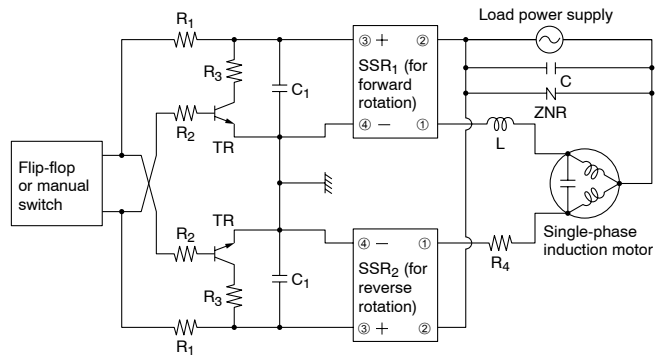 R1
Load power supply
③ + ②
R3
C1
SSR1 (for
forward
rotation)
C
ZNR
R2
④ − ①
TR
L
Flip-flop
or manual
switch
TR
R2
④ − ①
Single-phase
induction motor
R4
C1
SSR2 (for
reverse
rotation)
R3
③ + ②
R1